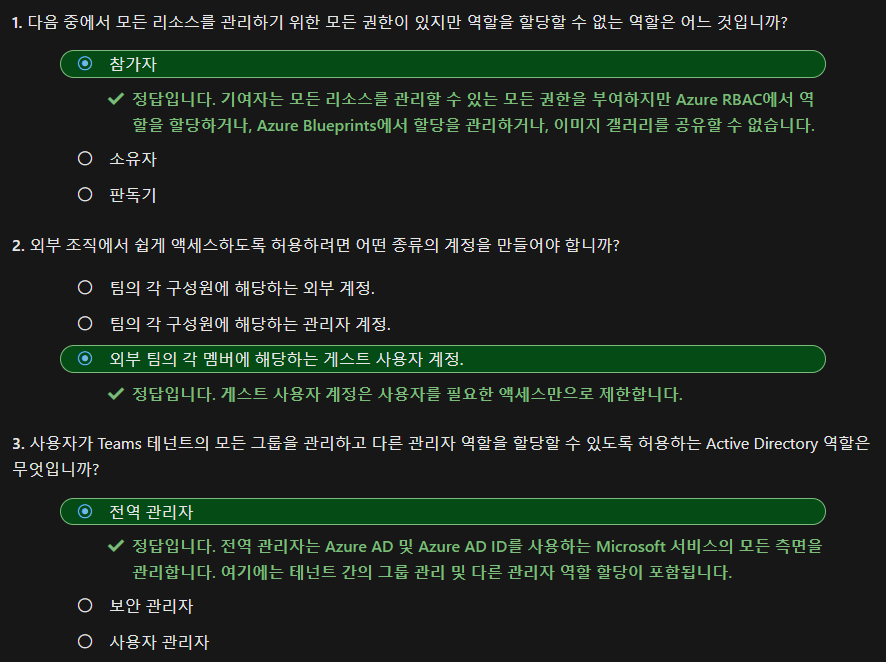 1. 다음 중에서 모든 리소스를 관리하기 위한 모든 권한이 있지만 역할을 할당할 수 없는 역할은 어느 것입니까?
참가자
정답입니다. 기여자는 모든 리소스를 관리할 수 있는 모든 권한을 부여하지만 Azure RBAC에서 역
할을 할당하거나, Azure Blueprints에서 할당을 관리하거나, 이미지 갤러리를 공유할 수 없습니다.
소유자
판독기
2. 외부 조직에서 쉽게 액세스하도록 허용하려면 어떤 종류의 계정을 만들어야 합니까?
팀의 각 구성원에 해당하는 외부 계정.
팀의 각 구성원에 해당하는 관리자 계정.
외부 팀의 각 멤버에 해당하는 게스트 사용자 계정.
정답입니다. 게스트 사용자 계정은 사용자를 필요한 액세스만으로 제한합니다.
3. 사용자가 Teams 테넌트의 모든 그룹을 관리하고 다른 관리자 역할을 할당할 수 있도록 허용하는 Active Directory 역할은
무엇입니까?
전역 관리자
정답입니다. 전역 관리자는 Azure AD 및 Azure AD ID를 사용하는 Microsoft 서비스의 모든 측면을
관리합니다. 여기에는 테넌트 간의 그룹 관리 및 다른 관리자 역할 할당이 포함됩니다.
보안 관리자
사용자 관리자